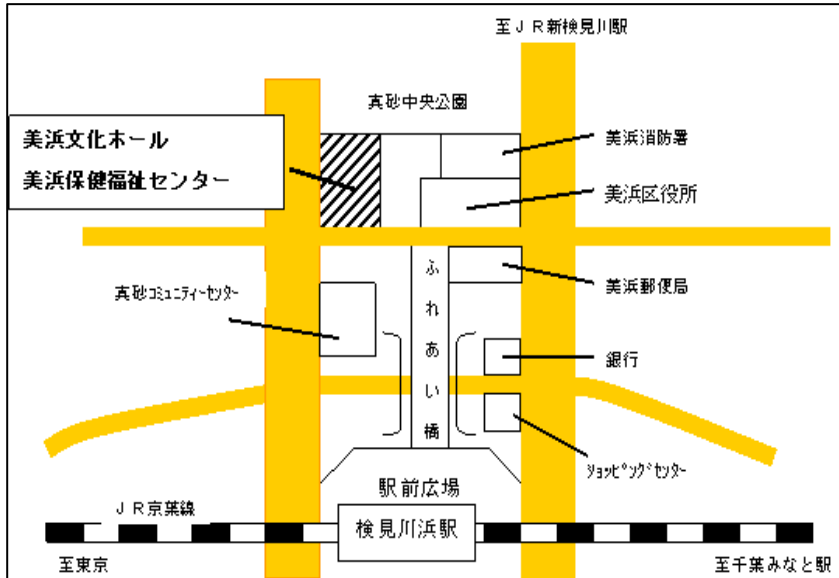 至ＪＲ新検見川駅
真砂中央公園
美浜文化ホール
美浜保健福祉センター
美浜消防署
美浜区役所
ふれあい橋
美浜郵便局
真砂ｺﾐｭﾆﾃｨｰｾﾝﾀｰ
銀行
ｼｮｯﾋﾟﾝｸﾞｾﾝﾀｰ
駅前広場
ＪＲ京葉線
検見川浜駅
至東京
至千葉みなと駅